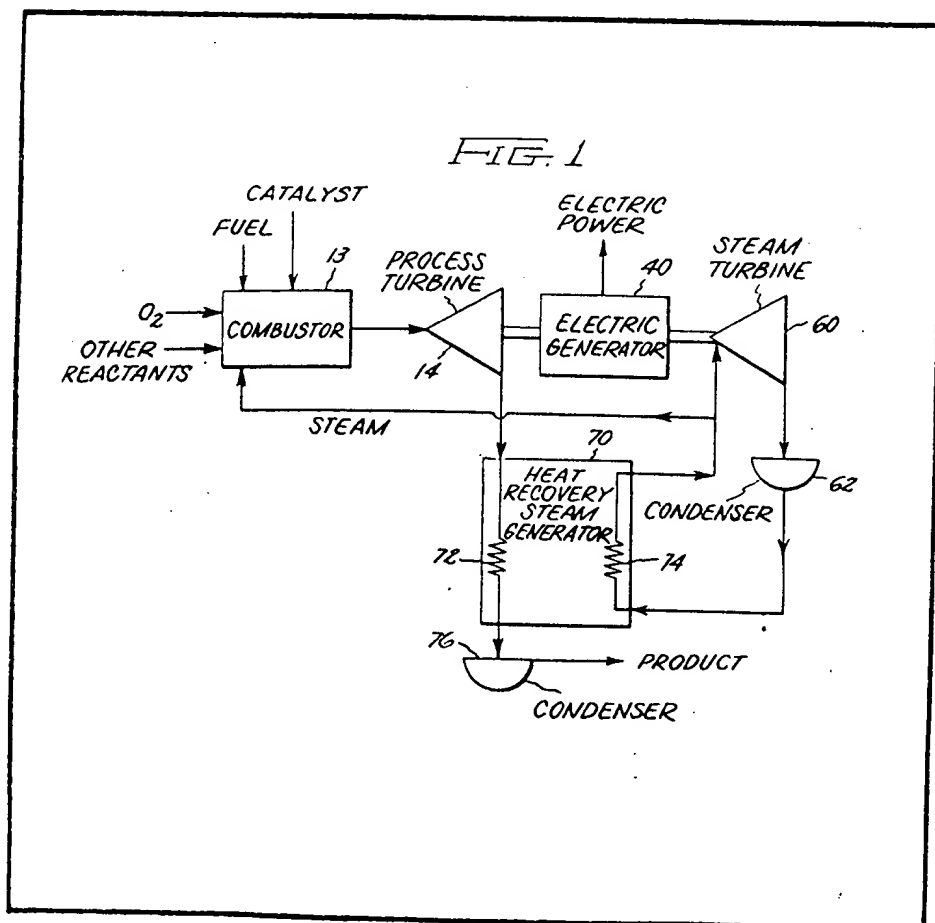 FIG. 1
CATALYST
FUEL
13
O2
OTHER
REACTANTS
COMBUSTOR
PROCESS
TURBINE
14
ELECTRIC
POWER
40
ELECTRIC
GENERATOR
STEAM
TURBINE
60
STEAM
70
HEAT
RECOVERY
STEAM
GENERATOR
72
74
CONDENSER
62
76
PRODUCT
CONDENSER